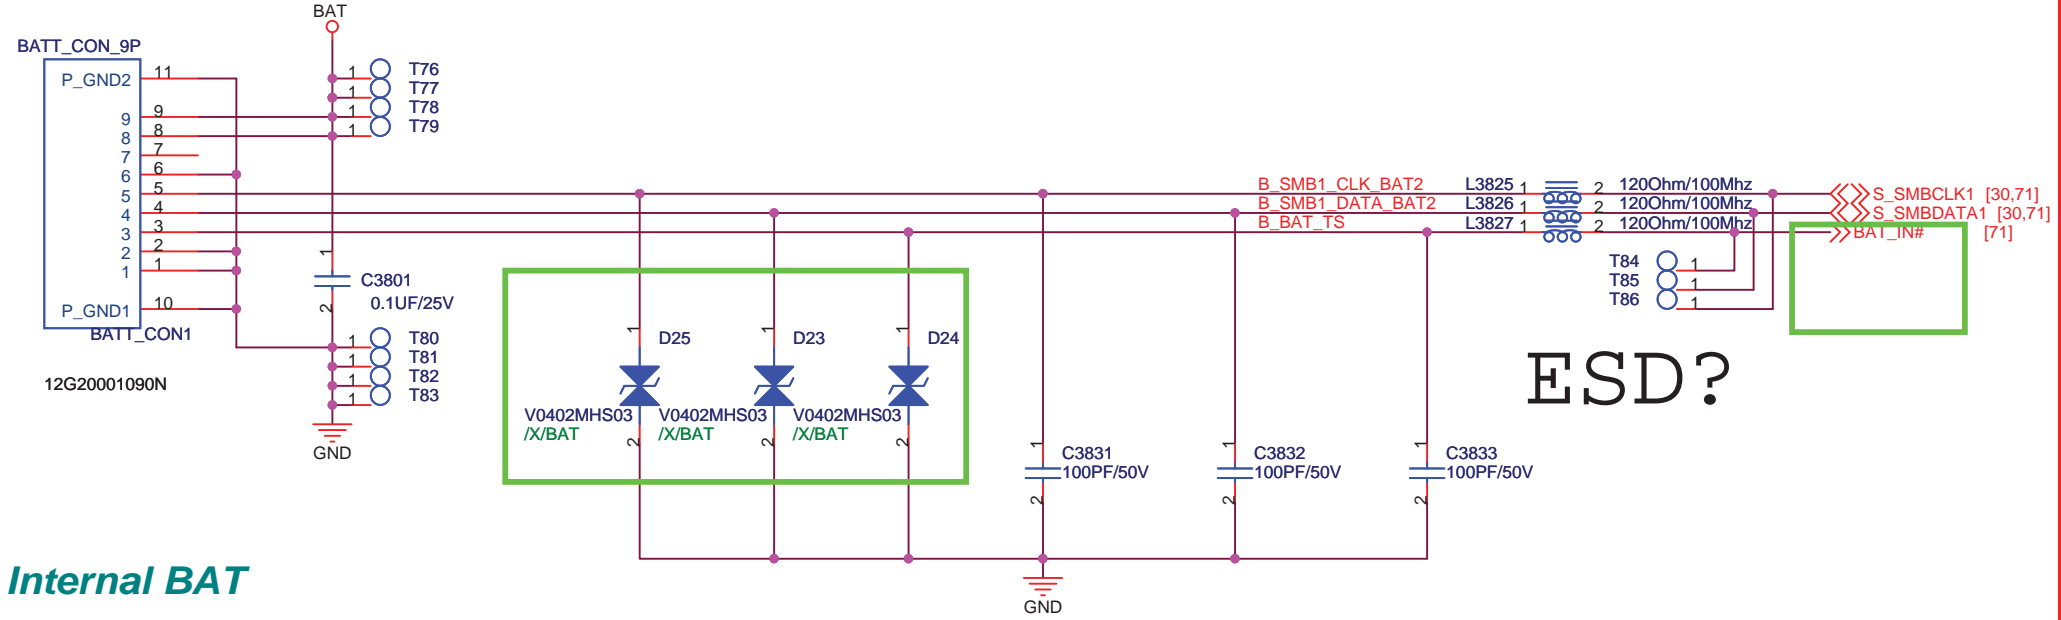 BAT
BATT_CON_9P
P_GND2 11
9 9
8 8
7 7
6 6
5 5
4 4
3 3
2 2
1 1
P_GND1 10
BATT_CON1
12G20001090N
1 T76
1 T77
1 T78
1 T79
1
C3801
0.1UF/25V
2
1 T80
1 T81
1 T82
1 T83
GND
1 D25
V0402MHS03
/X/BAT
2
1 D23
V0402MHS03
/X/BAT
2
1 D24
V0402MHS03
/X/BAT
2
1 C3831
100PF/50V
2
1 C3832
100PF/50V
2
1 C3833
100PF/50V
2
GND
B_SMB1_CLK_BAT2 L3825 1 2 120Ohm/100Mhz S_SMBCLK1 [30,71]
B_SMB1_DATA_BAT2 L3826 1 2 120Ohm/100Mhz S_SMBDATA1 [30,71]
B_BAT_TS L3827 1 2 120Ohm/100Mhz BAT_IN# [71]
T84 1
T85 1
T86 1
ESD?
Internal BAT